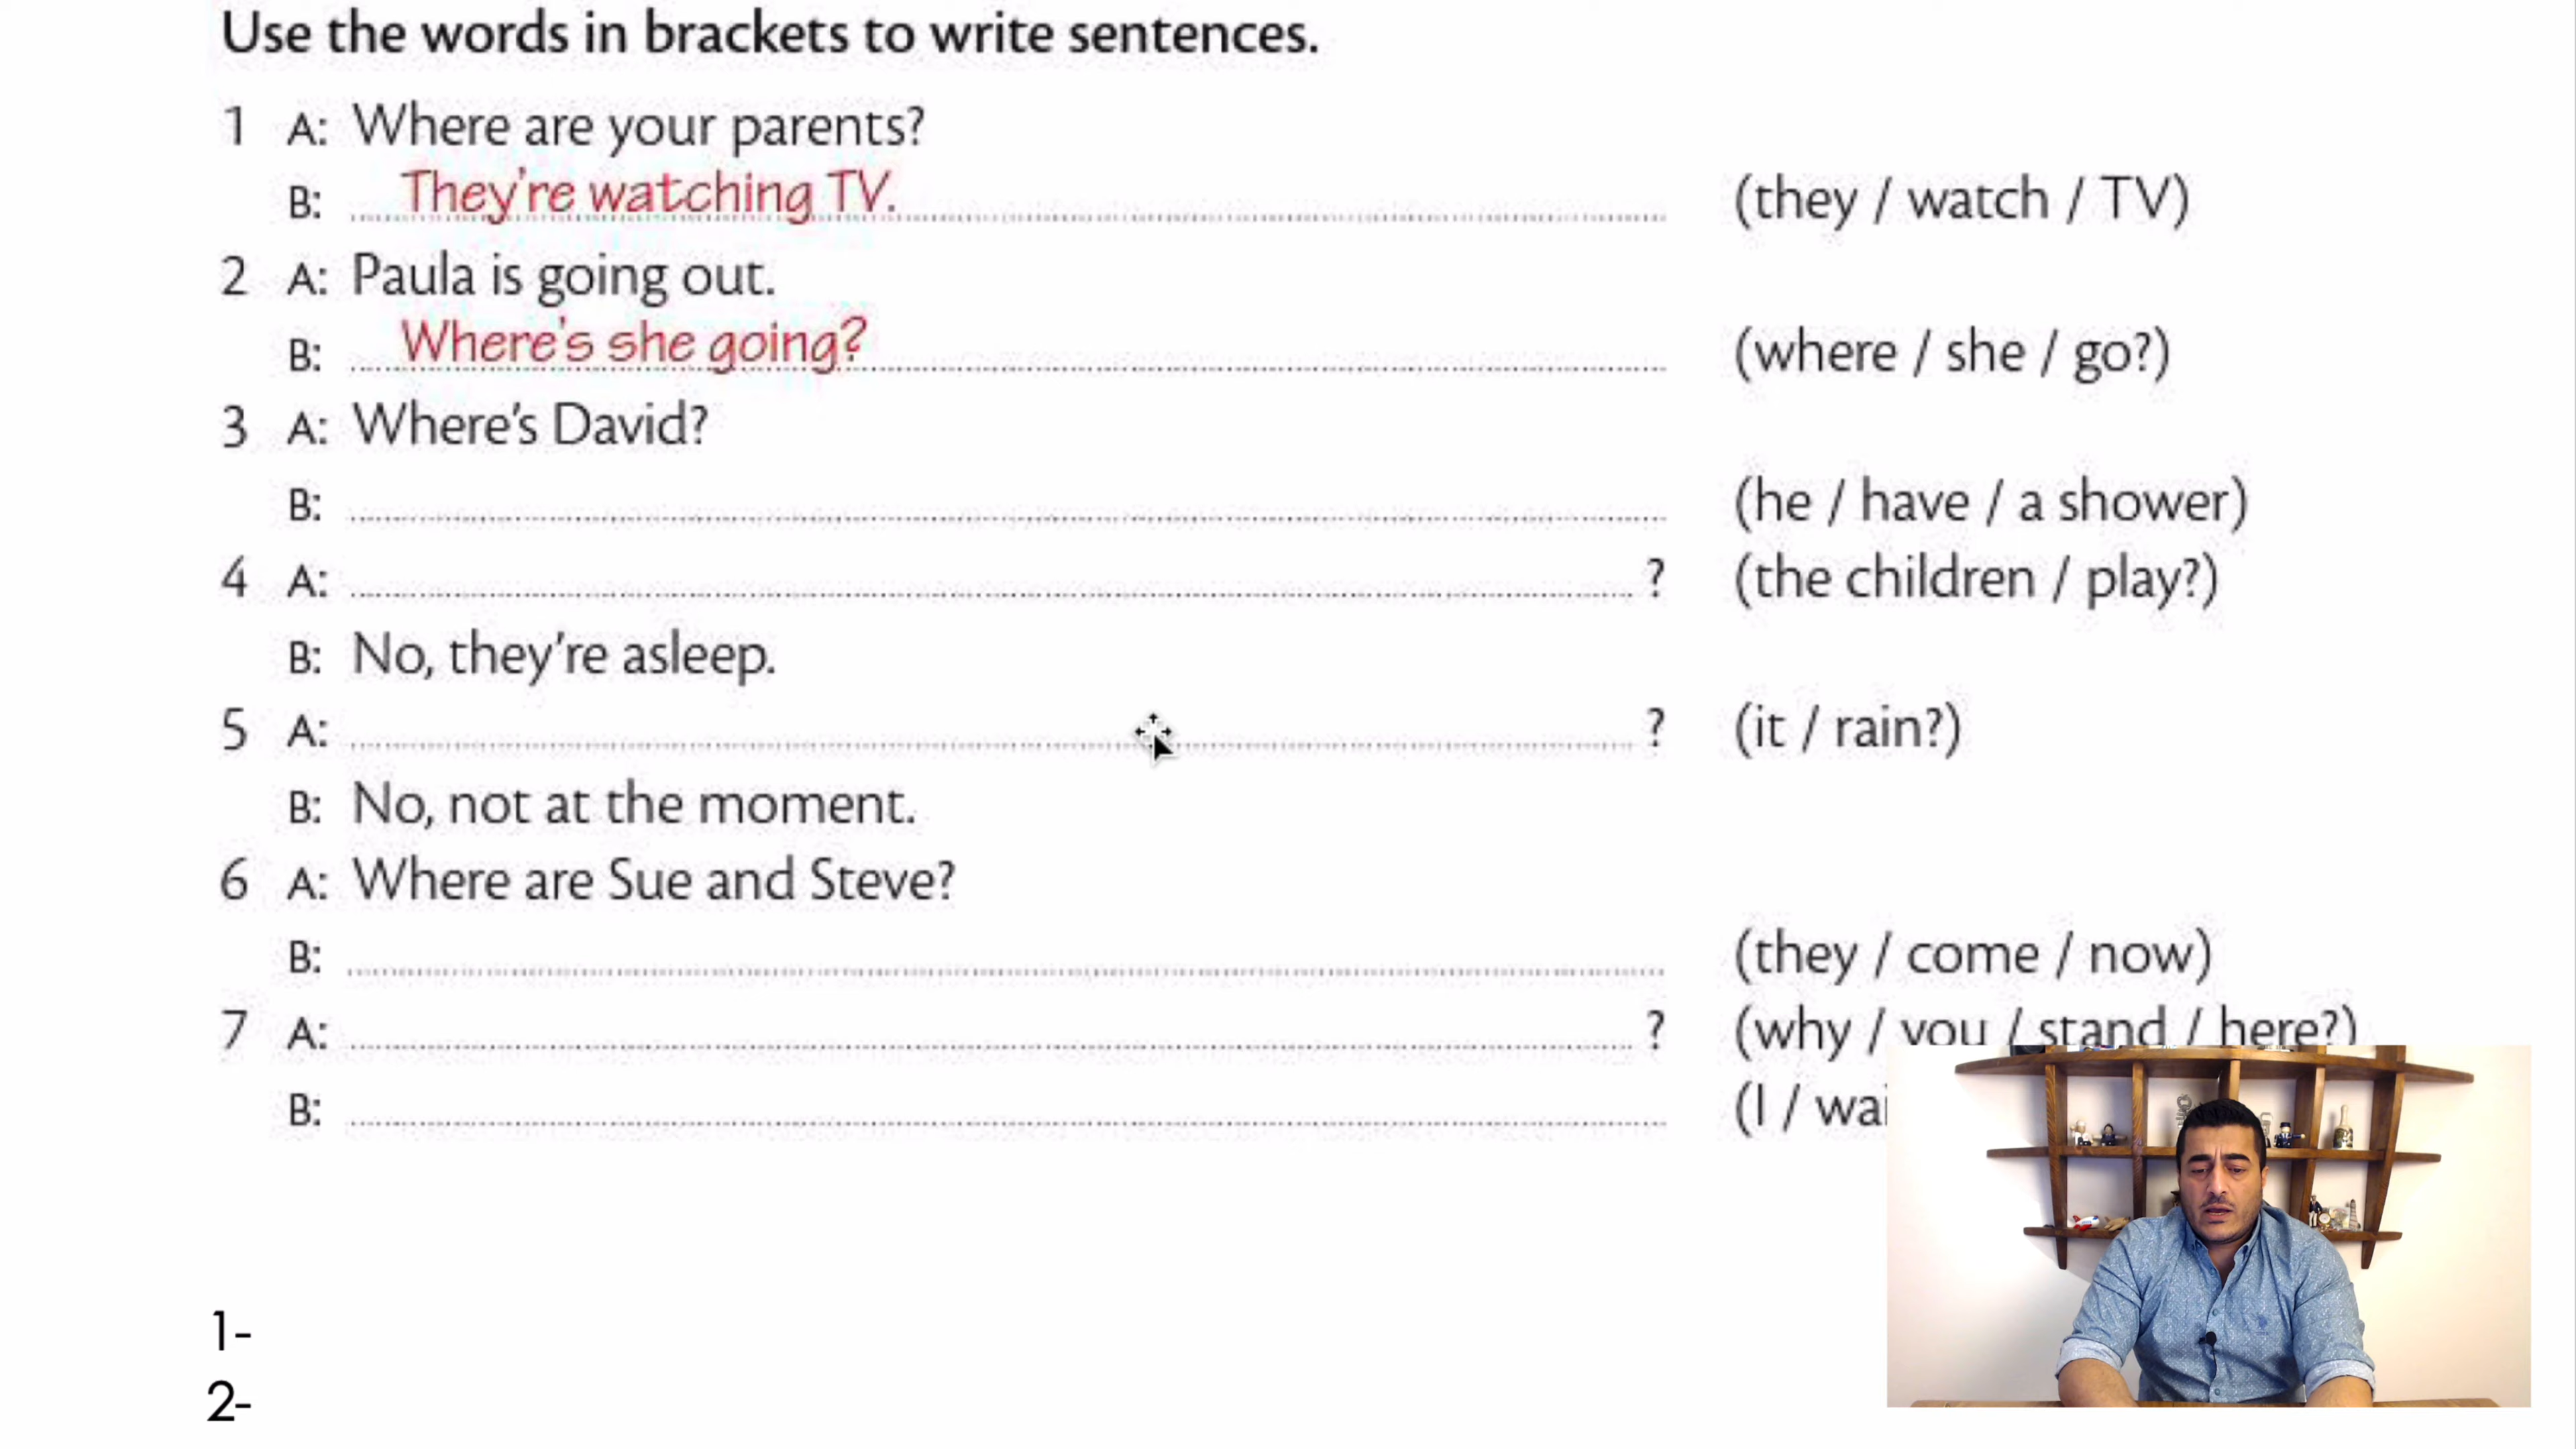 Use the words in brackets to write sentences.
1 A: Where are your parents?
B: They're watching TV. (they / watch / TV)
2 A: Paula is going out.
B: Where's she going? (where / she / go?)
3 A: Where's David?
B: (he / have / a shower)
4 A: ? (the children / play?)
B: No, they're asleep.
5 A: ? (it / rain?)
B: No, not at the moment.
6 A: Where are Sue and Steve?
B: (they / come / now)
7 A: ? (why / you / stand / here?)
B: (I /
1-
2-